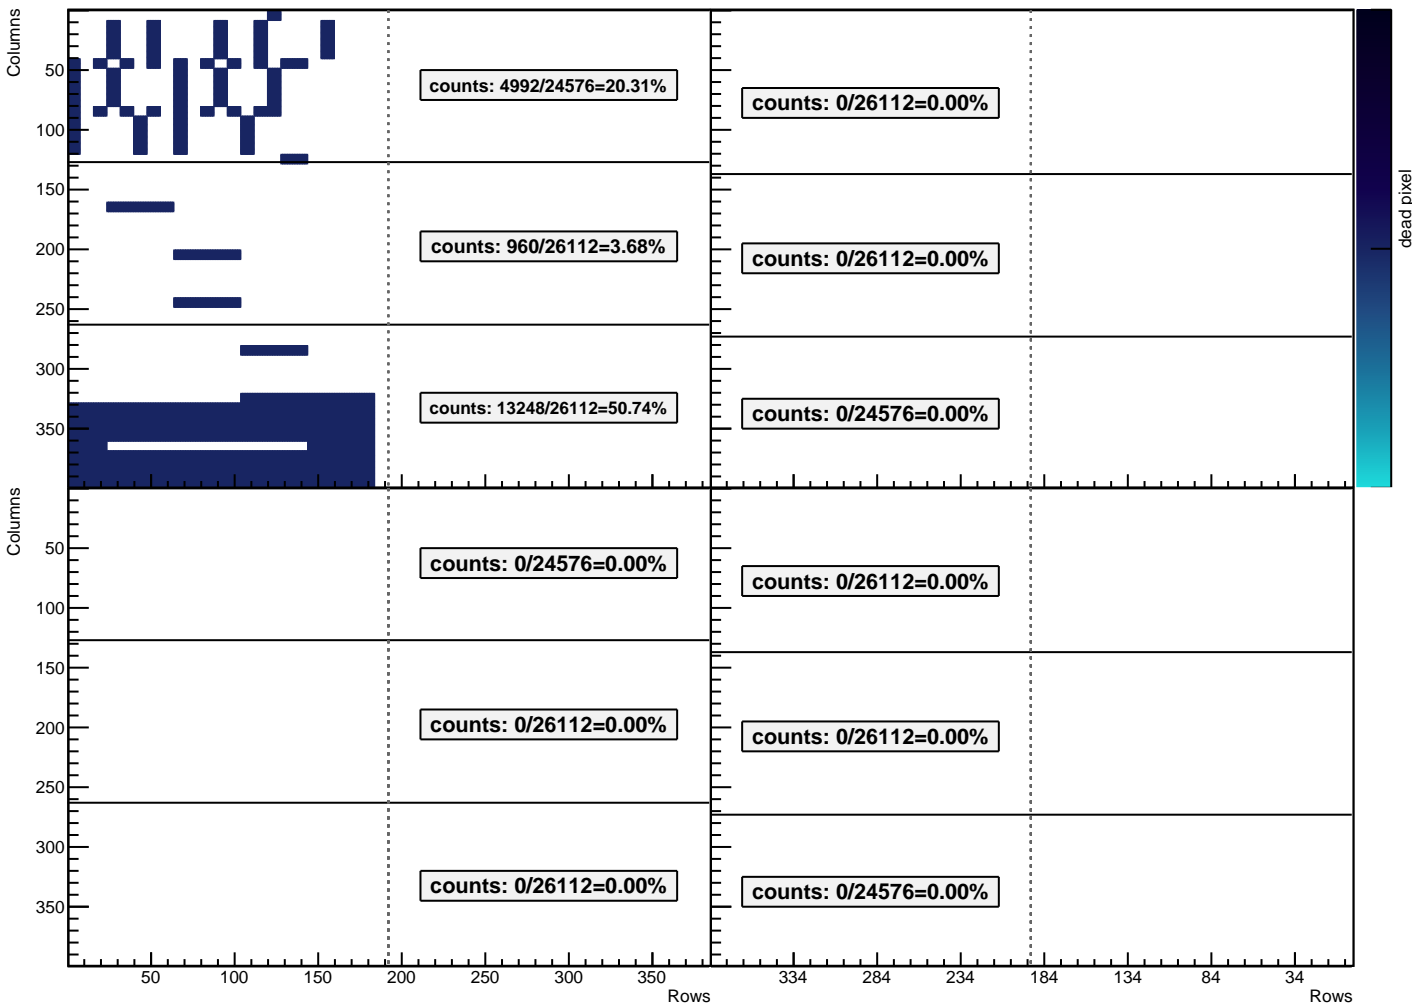 Columns
50
100
150
200
250
300
350
counts: 4992/24576=20.31%
counts: 960/26112=3.68%
counts: 13248/26112=50.74%
counts: 0/26112=0.00%
counts: 0/26112=0.00%
counts: 0/24576=0.00%
dead pixel
Columns
50
100
150
200
250
300
350
counts: 0/24576=0.00%
counts: 0/26112=0.00%
counts: 0/26112=0.00%
counts: 0/26112=0.00%
counts: 0/26112=0.00%
counts: 0/24576=0.00%
50 100 150 200 250 300 350
Rows
334 284 234 184 134 84 34
Rows